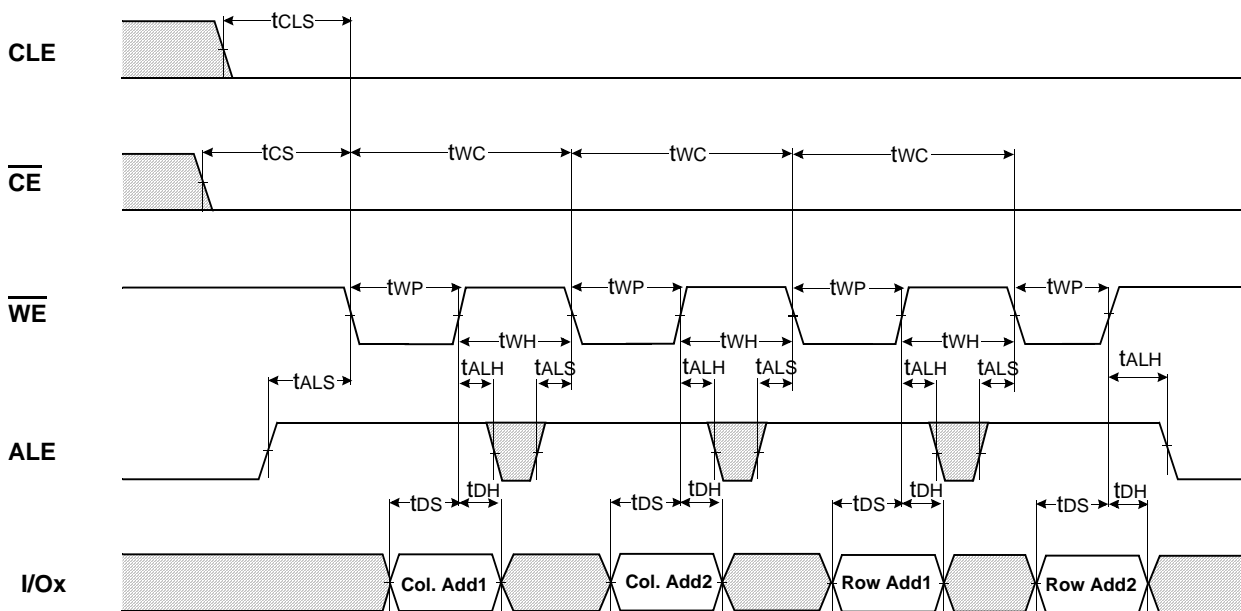 tCLS
CLE
tCS tWC tWC tWC
CE
tWP tWP tWP tWP
WE
tWH tWH tWH
tALH tALS tALH tALS tALH tALS tALH
tALS
ALE
tDS tDH tDS tDH tDS tDH tDS tDH
I/Ox Col. Add1 Col. Add2 Row Add1 Row Add2